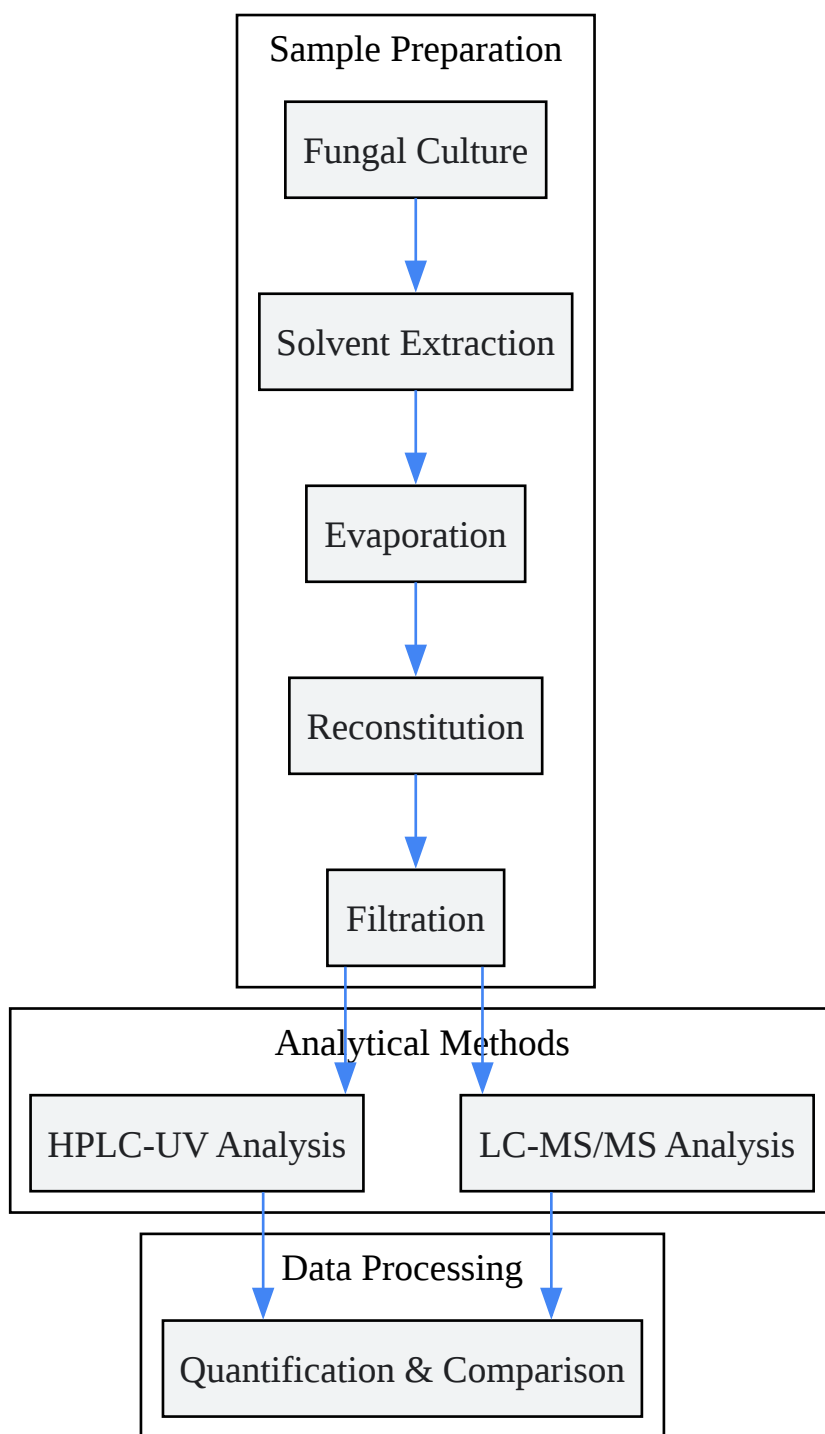 Sample Preparation
Fungal Culture
Solvent Extraction
Evaporation
Reconstitution
Filtration
Analytical Methods
HPLC-UV Analysis
LC-MS/MS Analysis
Data Processing
Quantification & Comparison